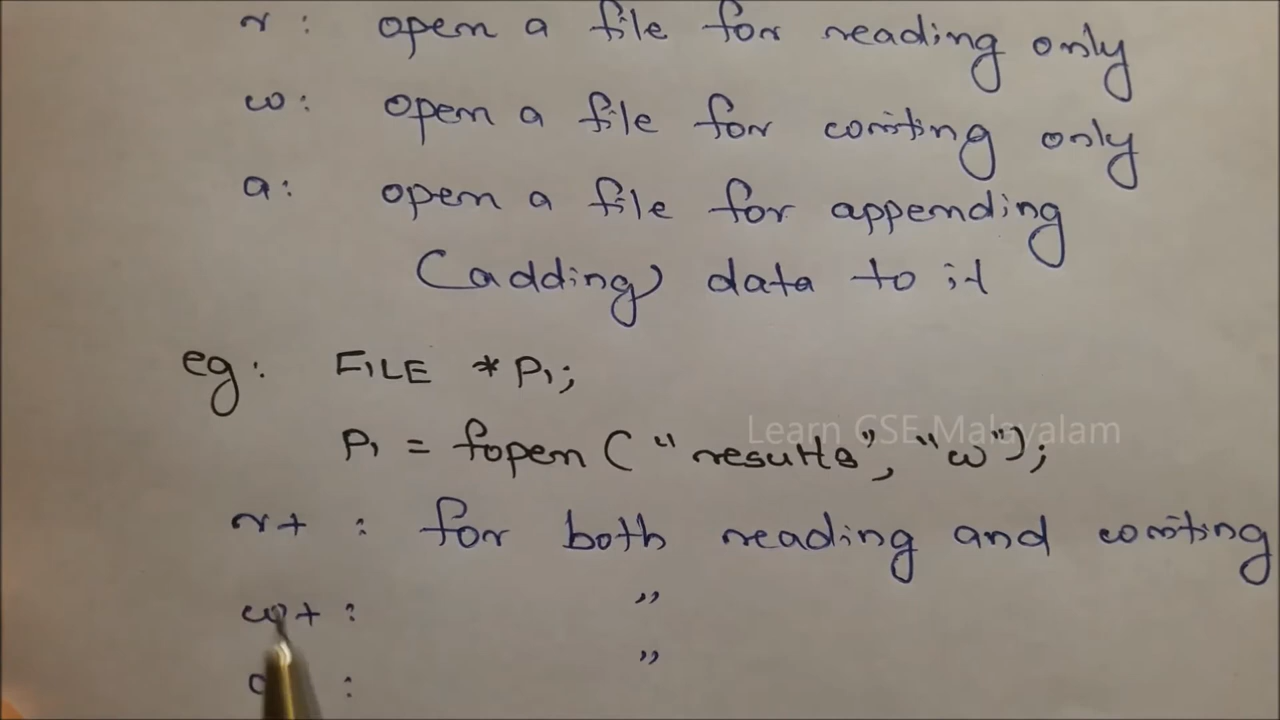 r: open a file for reading only
w: open a file for writing only
a: open a file for appending
(adding) data to it
eg: FILE *P1;
Learn CSE Malayalam
P1 = fopen("results", "w");
r+ : for both reading and writing
w+ : "
: "